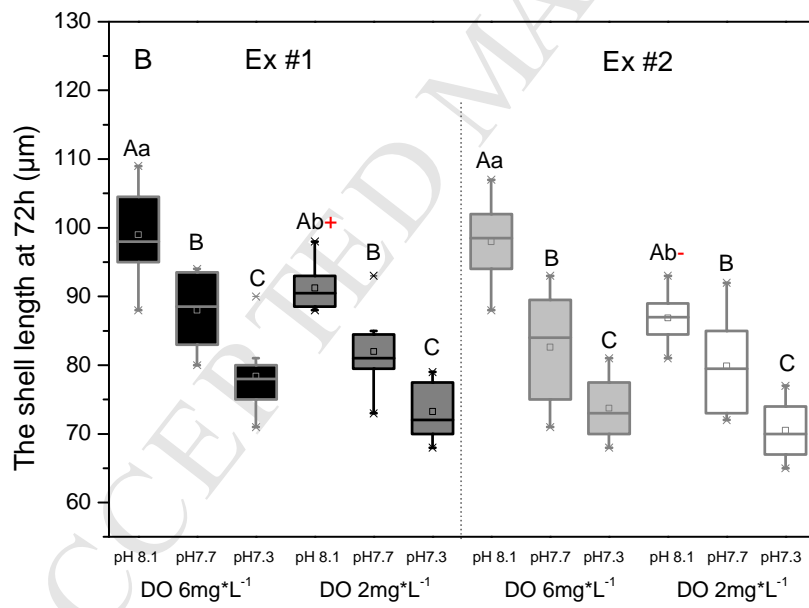 130
120
110
100
90
80
70
60
The shell length at 72h (µm)
B
Ex #1
Ex #2
Aa
B
C
Ab+
B
C
Aa
B
C
Ab-
B
C
pH 8.1 pH7.7 pH7.3 pH 8.1 pH7.7 pH7.3 pH 8.1 pH7.7 pH7.3 pH 8.1 pH7.7 pH7.3
DO 6mg*L-1 DO 2mg*L-1 DO 6mg*L-1 DO 2mg*L-1
CCERTED MA